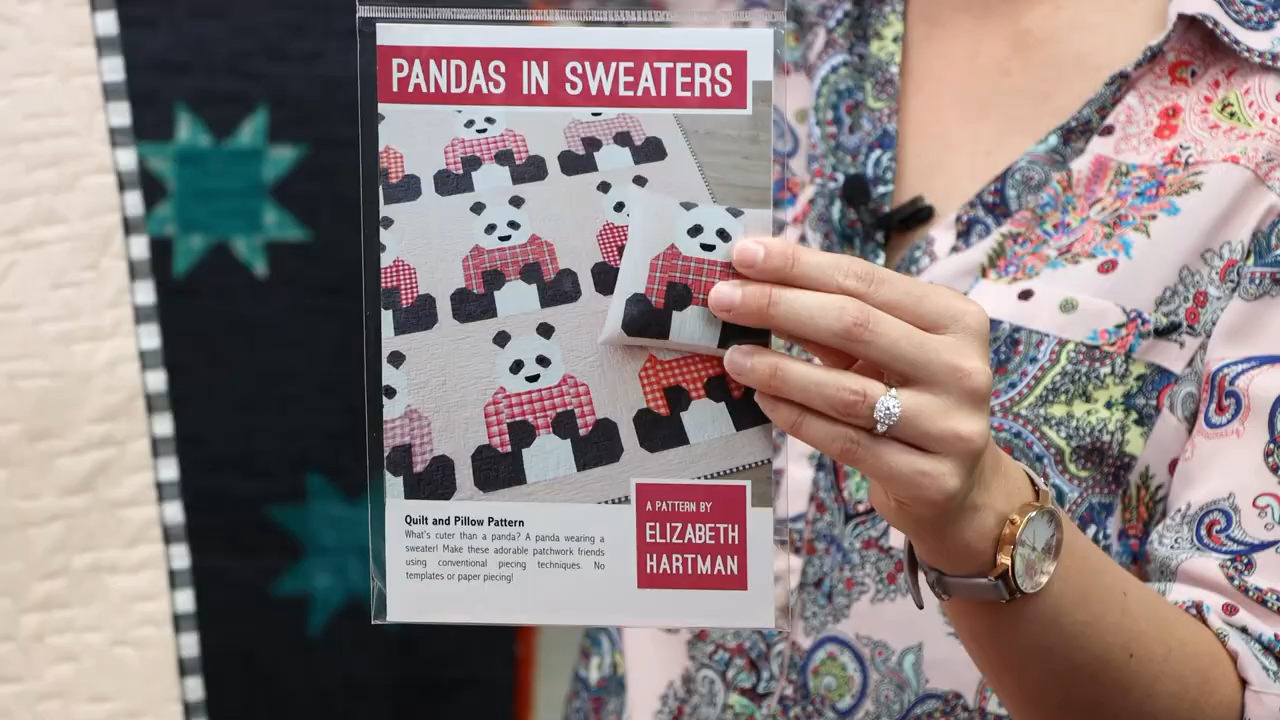 PANDAS IN SWEATERS
Quilt and Pillow Pattern
What's cuter than a panda? A panda wearing a
sweater! Make these adorable patchwork friends
using conventional piecing techniques. No
templates or paper piecing!
A PATTERN BY
ELIZABETH
HARTMAN